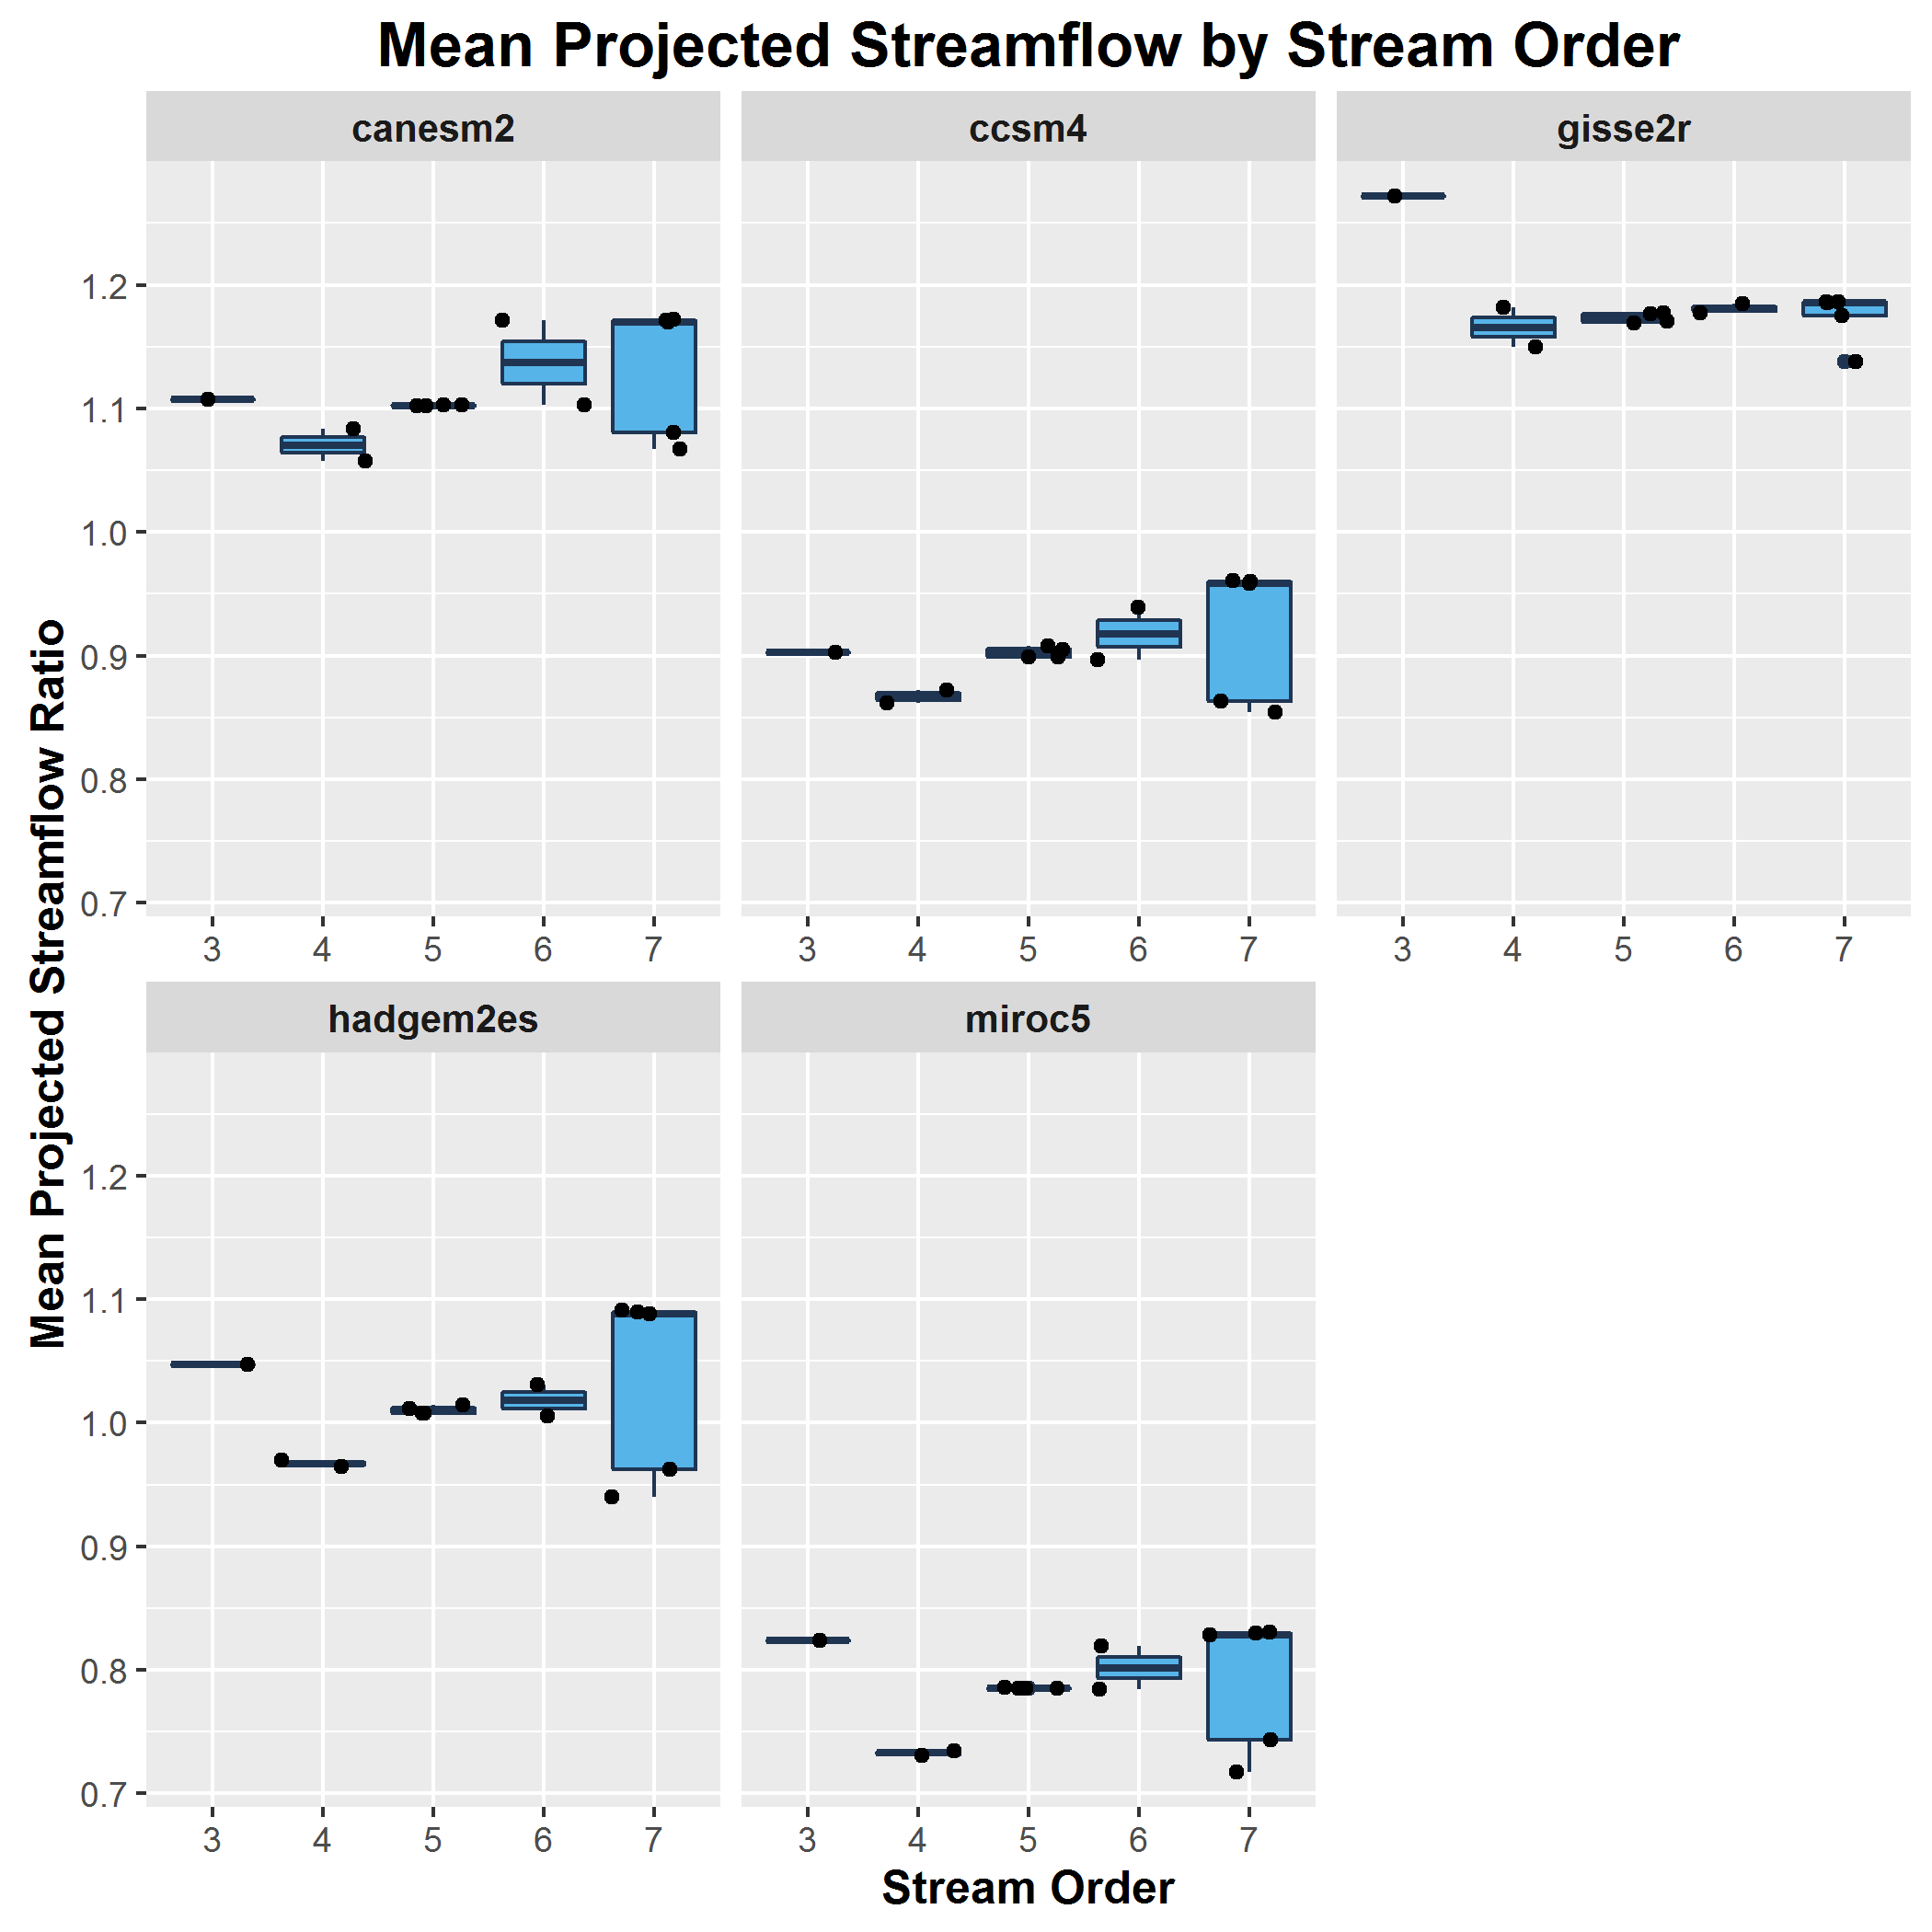 Mean Projected Streamflow by Stream Order
canesm2
ccsm4
gisse2r
1.2
1.1
1.0
0.9
0.8
0.7
3 4 5 6 7
3 4 5 6 7
3 4 5 6 7
Mean Projected Streamflow Ratio
hadgem2es
miroc5
1.2
1.1
1.0
0.9
0.8
0.7
3 4 5 6 7
3 4 5 6 7
Stream Order